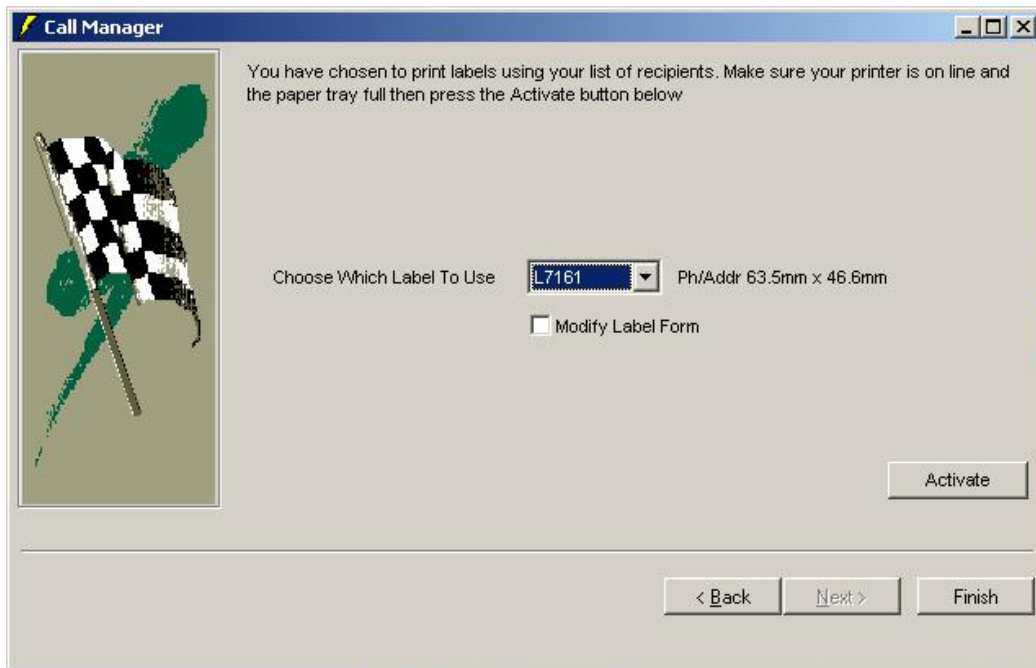 Call Manager
You have chosen to print labels using your list of recipients. Make sure your printer is on line and
the paper tray full then press the Activate button below
Choose Which Label To Use L7161 Ph/Addr 63.5mm x 46.6mm
Modify Label Form
Activate
< Back Next > Finish